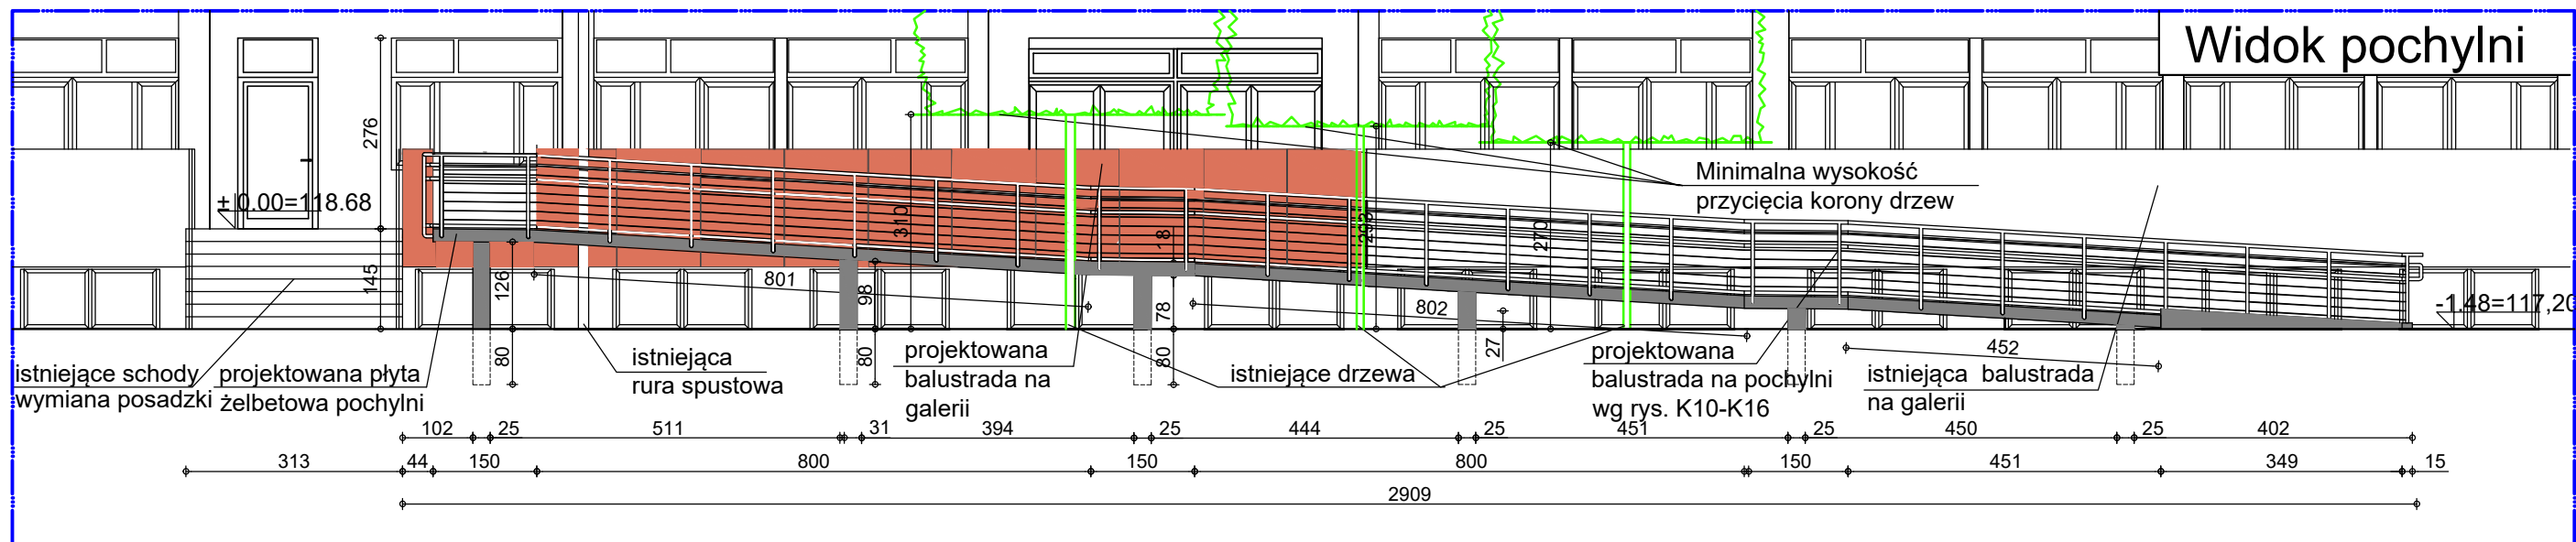 Widok pochylni
276
Minimalna wysokość
przycięcia korony drzew
± 0.00=118.68
310
293
270
18
145
126
98
801
78
802
27
-1.48=117,20
80
80
80
452
istniejące schody
wymiana posadzki
projektowana płyta
żelbetowa pochylni
istniejąca
rura spustowa
projektowana
balustrada na
galerii
istniejące drzewa
projektowana
balustrada na pochylni
wg rys. K10-K16
istniejąca balustrada
na galerii
102 25 511 31 394 25 444 25 451 25 450 25 402
313 44 150 800 150 800 150 451 349 15
2909